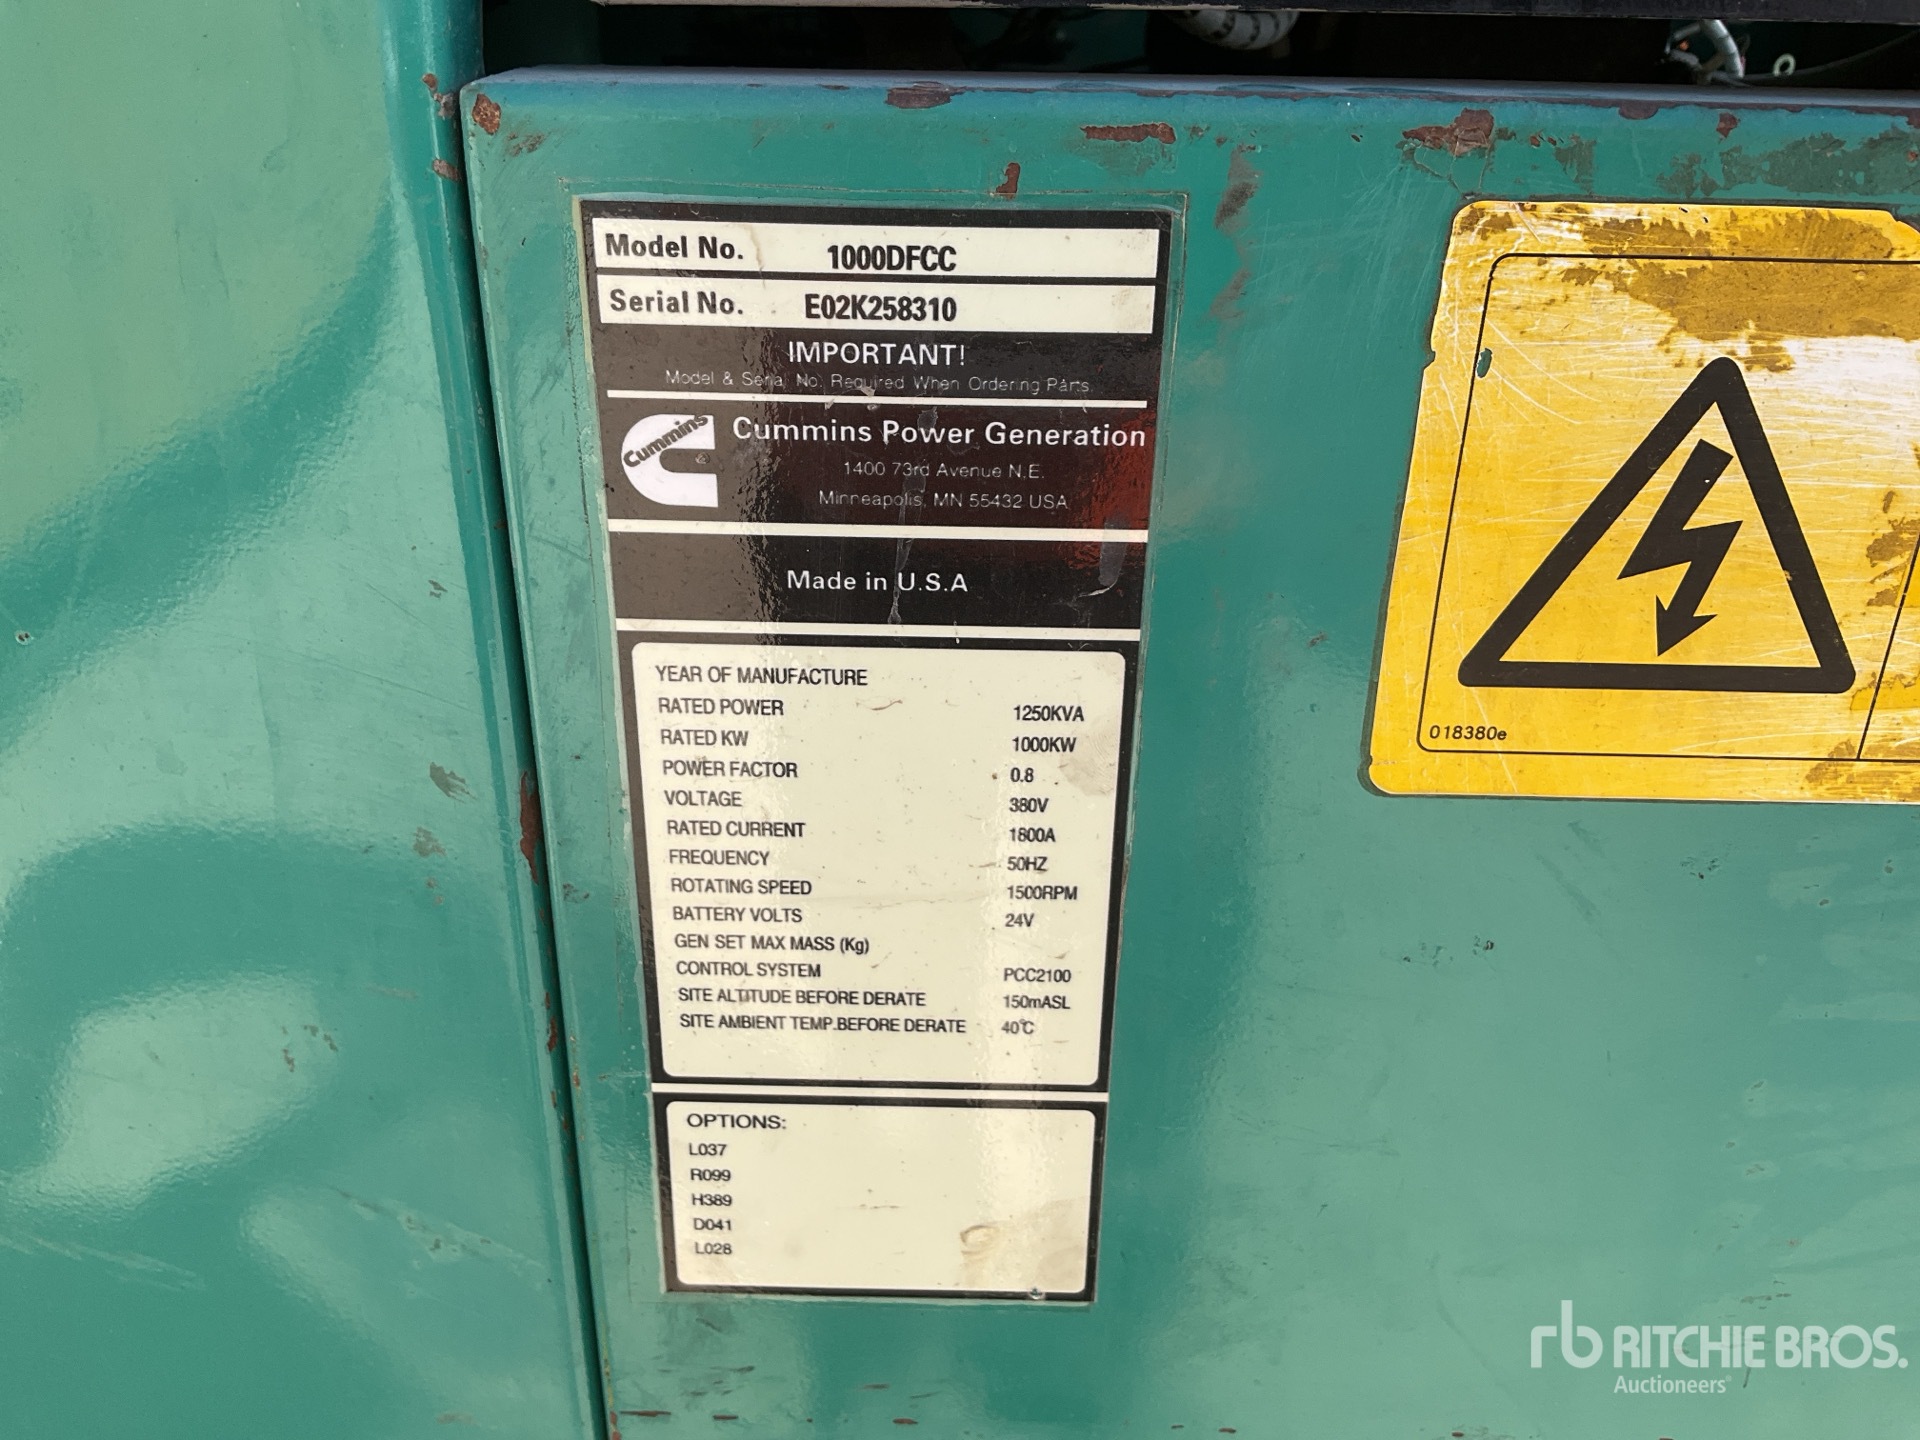 Model No. 1000DFCC
Serial No. E02K258310
IMPORTANT!
Model & Serial No. Required When Ordering Parts.
Cummins
Cummins Power Generation
1400 73rd Avenue N.E.
Minneapolis, MN 55432 USA
Made in U.S.A
YEAR OF MANUFACTURE
RATED POWER 1250KVA
RATED KW 1000KW
POWER FACTOR 0.8
VOLTAGE 380V
RATED CURRENT 1800A
FREQUENCY 50HZ
ROTATING SPEED 1500RPM
BATTERY VOLTS 24V
GEN SET MAX MASS (Kg)
CONTROL SYSTEM PCC2100
SITE ALTITUDE BEFORE DERATE 150mASL
SITE AMBIENT TEMP.BEFORE DERATE 40℃
OPTIONS:
L037
R099
H389
D041
L028
018380e
rb RITCHIE BROS.
Auctioneers